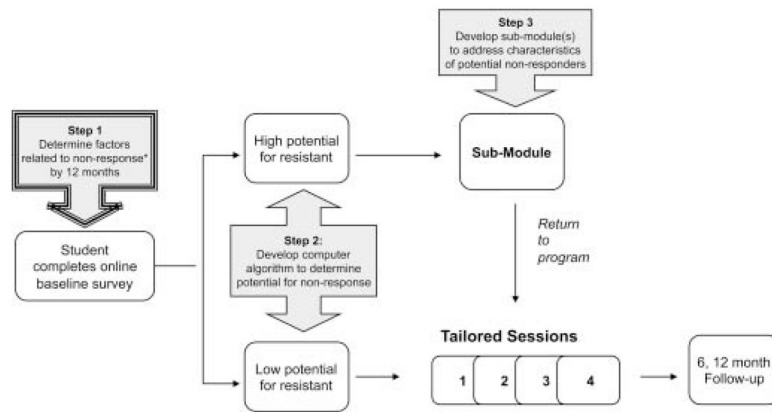 Step 3
Develop sub-module(s)
to address characteristics
of potential non-responders
Step 1
Determine factors
related to non-response*
by 12 months
High potential
for resistant
Sub-Module
Student
completes online
baseline survey
Step 2:
Develop computer
algorithm to determine
potential for non-response
Return
to
program
Low potential
for resistant
Tailored Sessions
1 2 3 4
6, 12 month
Follow-up